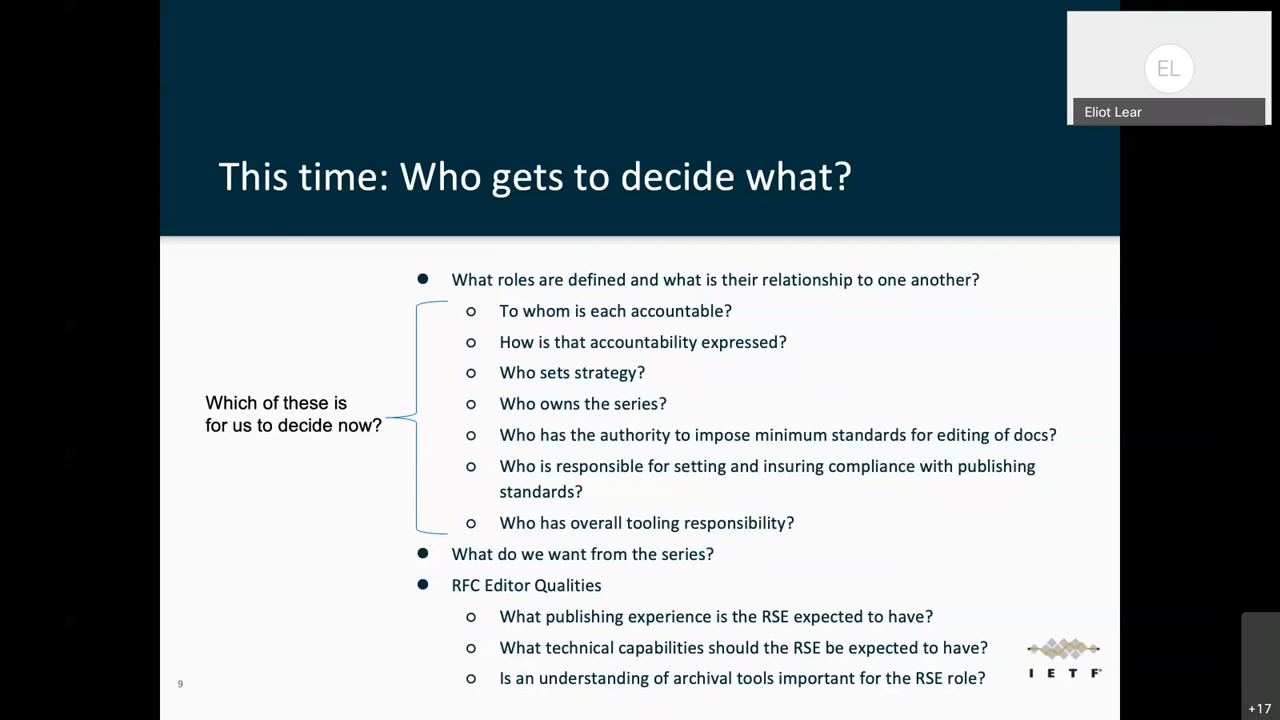 EL
Eliot Lear
This time: Who gets to decide what?
● What roles are defined and what is their relationship to one another?
o To whom is each accountable?
o How is that accountability expressed?
o Who sets strategy?
o Who owns the series?
Which of these is
for us to decide now?
o Who has the authority to impose minimum standards for editing of docs?
o Who is responsible for setting and insuring compliance with publishing
standards?
o Who has overall tooling responsibility?
● What do we want from the series?
● RFC Editor Qualities
o What publishing experience is the RSE expected to have?
o What technical capabilities should the RSE be expected to have?
o Is an understanding of archival tools important for the RSE role?
I E T F
9
+17